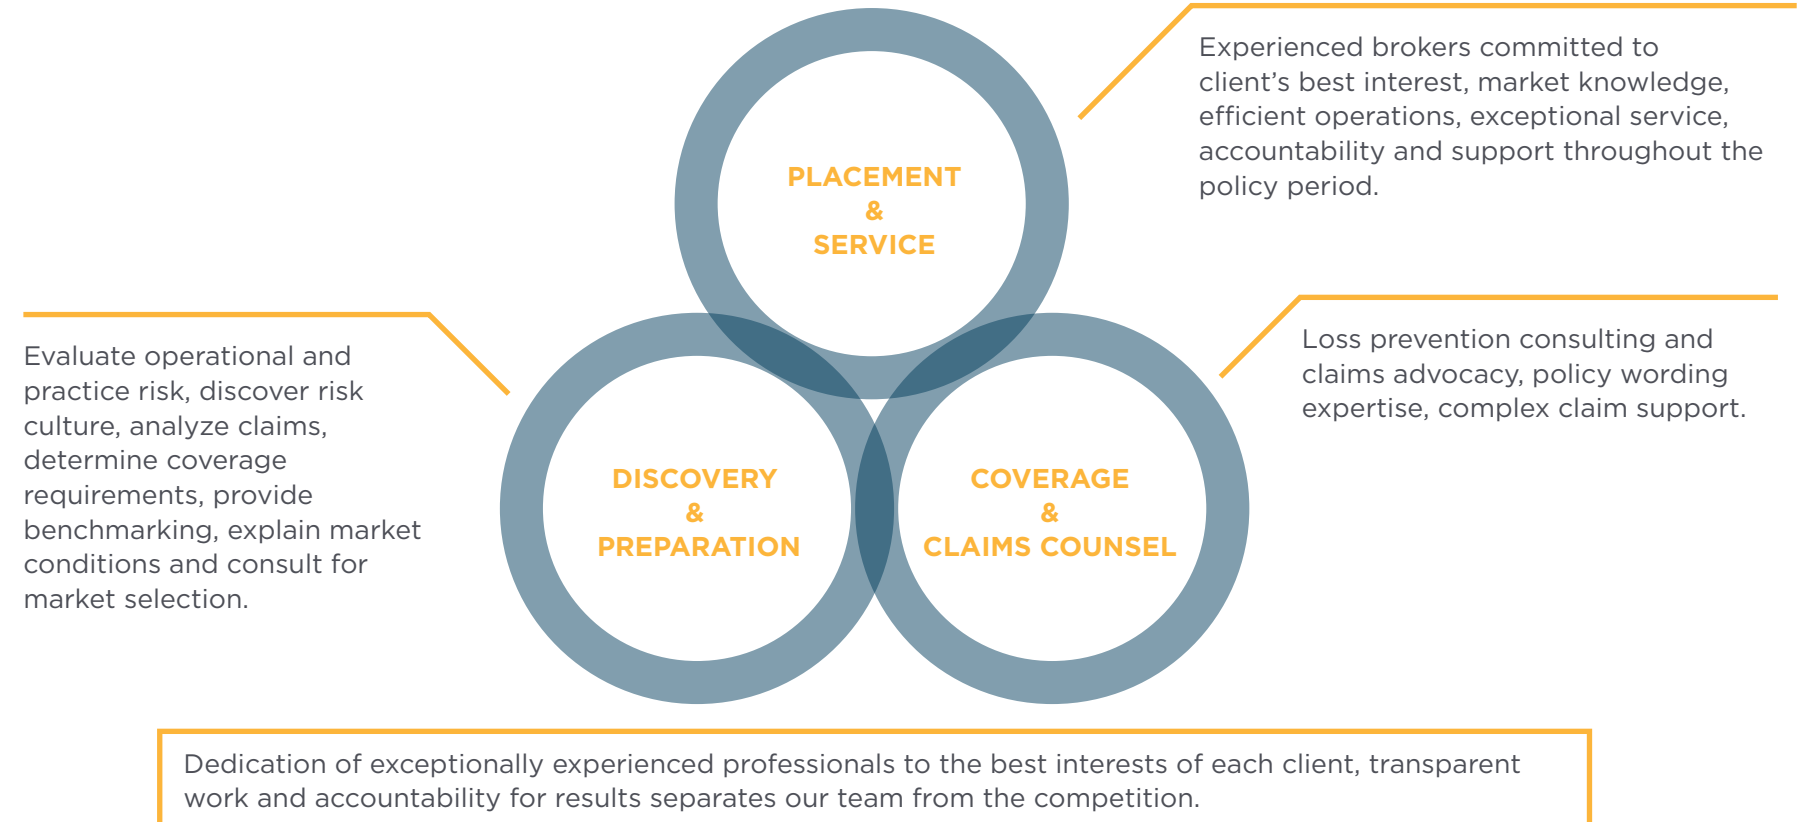 Experienced brokers committed to
client’s best interest, market knowledge,
efficient operations, exceptional service,
accountability and support throughout the
policy period.
PLACEMENT
&
SERVICE
Evaluate operational and
practice risk, discover risk
culture, analyze claims,
determine coverage
requirements, provide
benchmarking, explain market
conditions and consult for
market selection.
Loss prevention consulting and
claims advocacy, policy wording
expertise, complex claim support.
DISCOVERY
&
PREPARATION
COVERAGE
&
CLAIMS COUNSEL
Dedication of exceptionally experienced professionals to the best interests of each client, transparent
work and accountability for results separates our team from the competition.